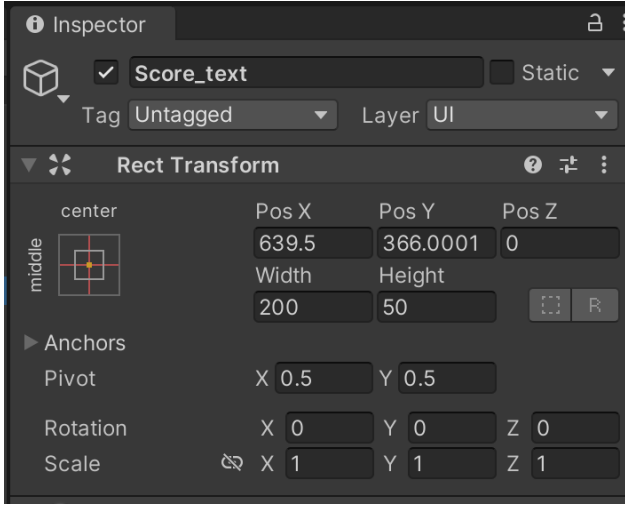 Inspector
Score_text
Static
Tag Untagged Layer UI
Rect Transform
center Pos X Pos Y Pos Z
middle
639.5 366.0001 0
Width Height
200 50
R
Anchors
Pivot X 0.5 Y 0.5
Rotation X 0 Y 0 Z 0
Scale X 1 Y 1 Z 1